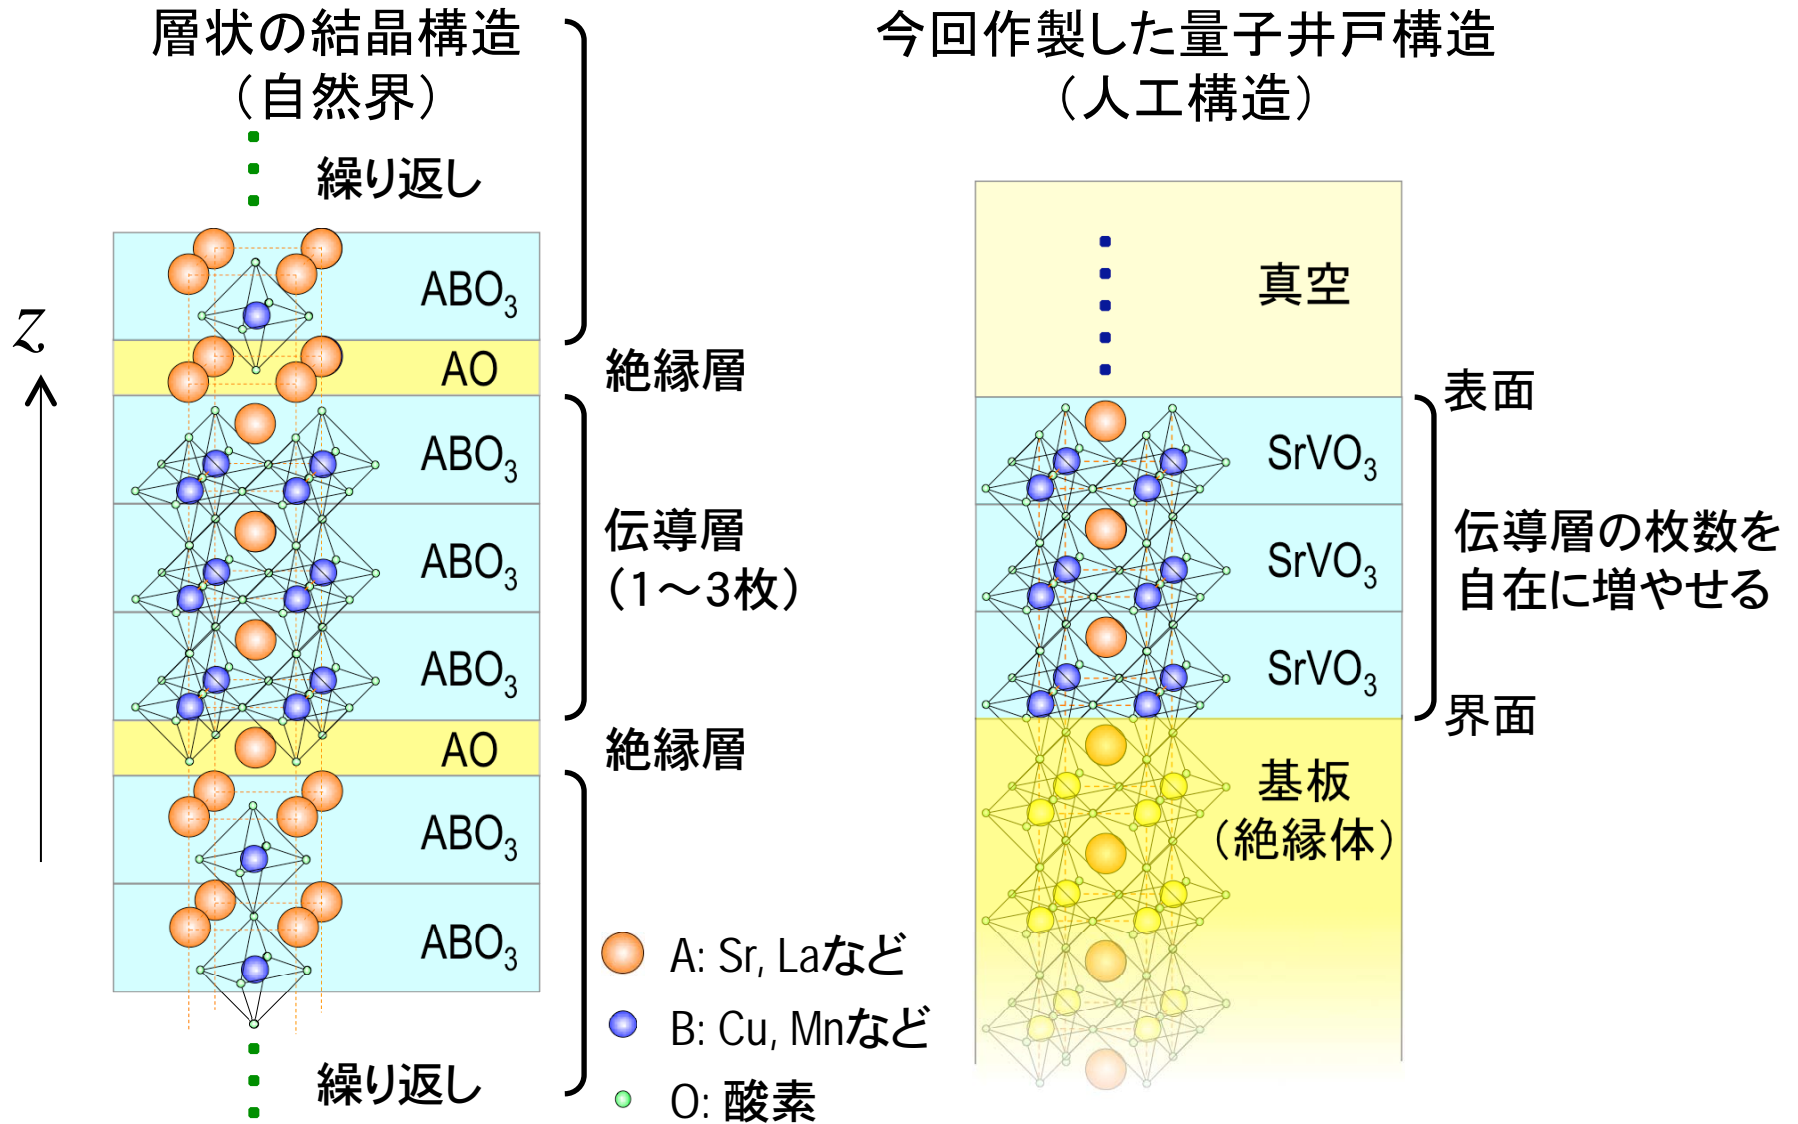 層状の結晶構造
（自然界）
繰り返し
z
ABO3
AO
ABO3
ABO3
ABO3
AO
ABO3
ABO3
絶縁層
伝導層
（1～3枚）
絶縁層
繰り返し
A: Sr, Laなど
B: Cu, Mnなど
O: 酸素
今回作製した量子井戸構造
（人工構造）
真空
表面
SrVO3
SrVO3
SrVO3
伝導層の枚数を
自在に増やせる
界面
基板
（絶縁体）